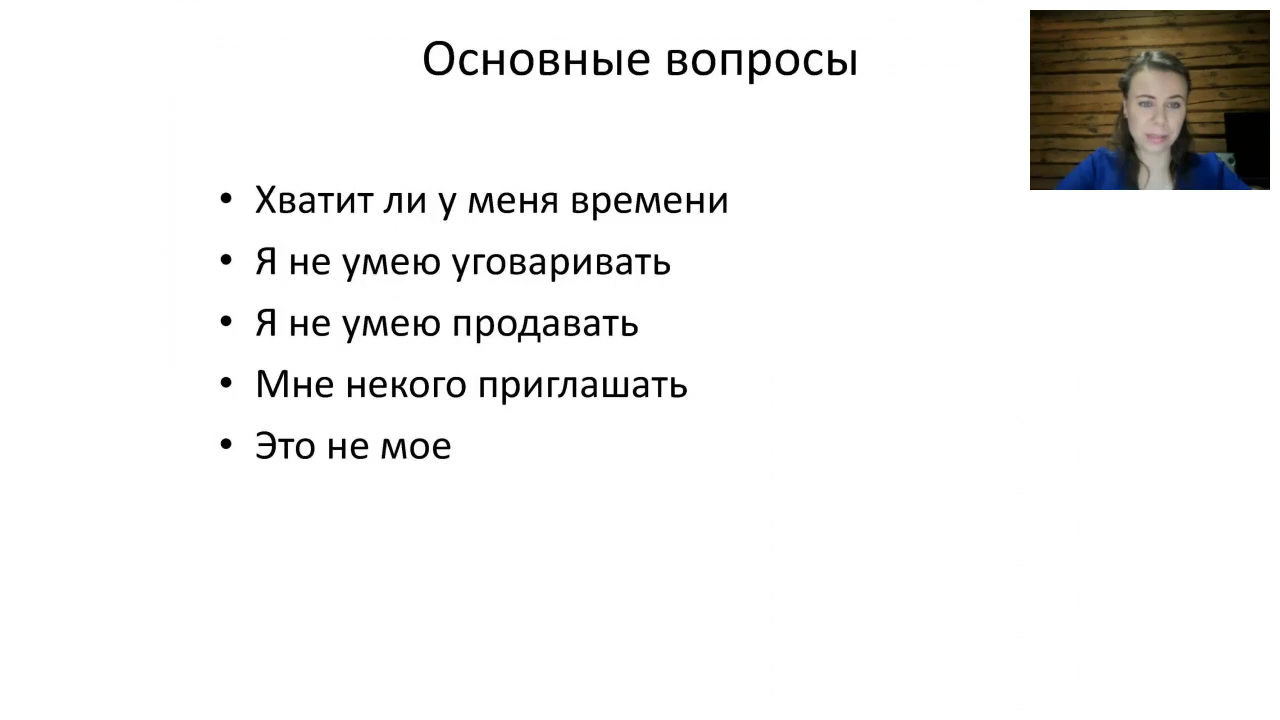 Основные вопросы
• Хватит ли у меня времени
• Я не умею уговаривать
• Я не умею продавать
• Мне некого приглашать
• Это не мое